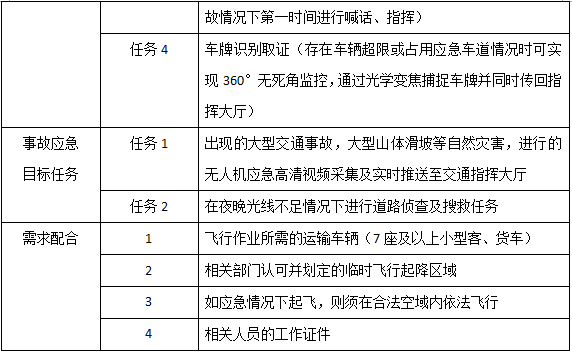 故情况下第一时间进行喊话、指挥）
任务 4
车牌识别取证（存在车辆超限或占用应急车道情况时可实
现 360° 无死角监控，通过光学变焦捕捉车牌并同时传回指
挥大厅）
事故应急
目标任务
任务 1
出现的大型交通事故，大型山体滑坡等自然灾害，进行的
无人机应急高清视频采集及实时推送至交通指挥大厅
任务 2
在夜晚光线不足情况下进行道路侦查及搜救任务
需求配合
1
飞行作业所需的运输车辆（7 座及以上小型客、货车）
2
相关部门认可并划定的临时飞行起降区域
3
如应急情况下起飞，则须在合法空域内依法飞行
4
相关人员的工作证件